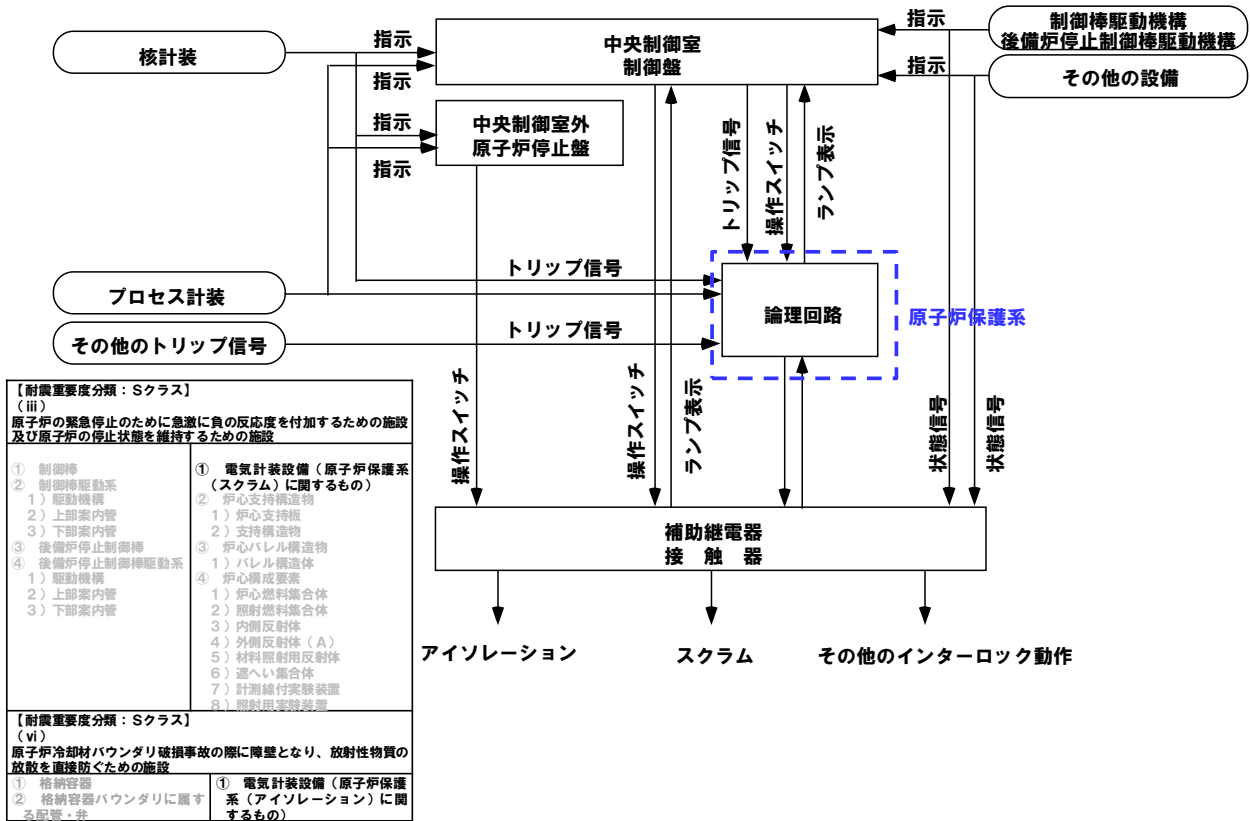 核計装
指示
指示
中央制御室
制御盤
指示
制御棒駆動機構
後備炉停止制御棒駆動機構
指示
その他の設備
指示
指示
中央制御室外
原子炉停止盤
トリップ信号
操作スイッチ
ランプ表示
プロセス計装
トリップ信号
その他のトリップ信号
トリップ信号
論理回路
原子炉保護系
操作スイッチ
操作スイッチ
ランプ表示
状態信号
状態信号
補助継電器
接 触 器
アイソレーション
スクラム
その他のインターロック動作
【耐震重要度分類：Sクラス】
（ⅲ）
原子炉の緊急停止のために急激に負の反応度を付加するための施設
及び原子炉の停止状態を維持するための施設
① 制御棒
② 制御棒駆動系
1）駆動機構
2）上部案内管
3）下部案内管
③ 後備炉停止制御棒
④ 後備炉停止制御棒駆動系
1）駆動機構
2）上部案内管
3）下部案内管
① 電気計装設備（原子炉保護系
（スクラム）に関するもの）
② 炉心支持構造物
1）炉心支持板
2）支持構造物
③ 炉心バレル構造物
1）バレル構造体
④ 炉心構成要素
1）炉心燃料集合体
2）照射燃料集合体
3）内側反射体
4）外側反射体（A）
5）材料照射用反射体
6）遮へい集合体
7）計測線付実験装置
8）照射用実験装置
【耐震重要度分類：Sクラス】
（ⅵ）
原子炉冷却材バウンダリ破損事故の際に障壁となり、放射性物質の
放散を直接防ぐための施設
① 格納容器
② 格納容器バウンダリに属す
る配管・弁
① 電気計装設備（原子炉保護
系（アイソレーション）に関
するもの）